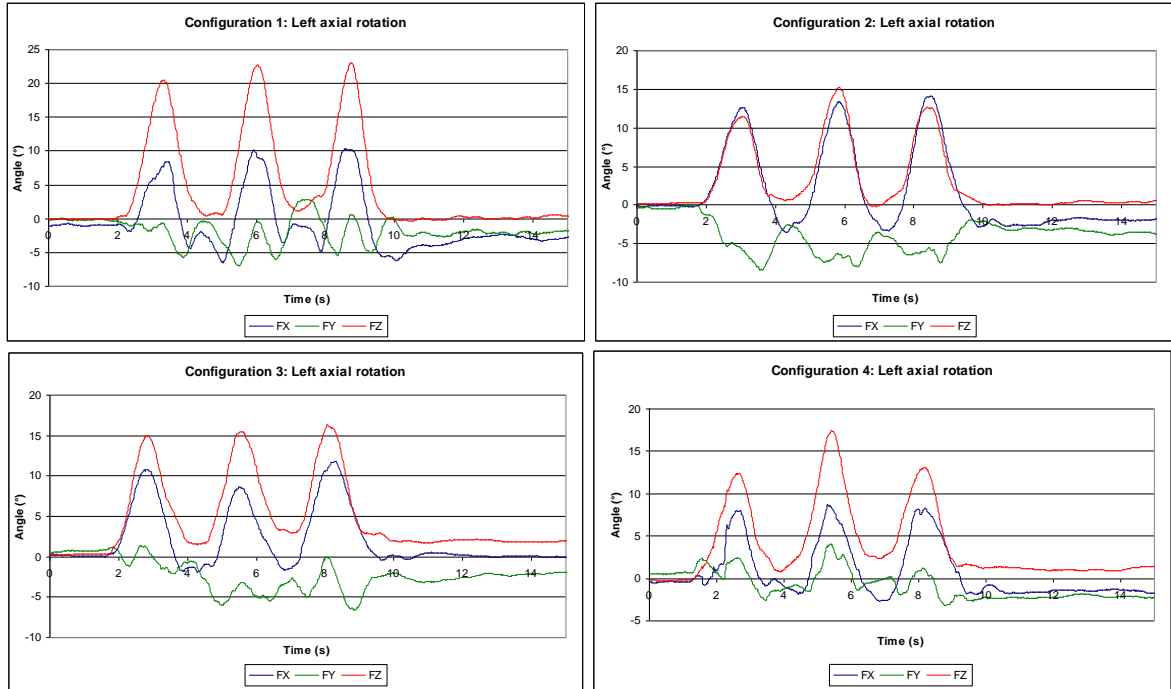 Configuration 1: Left axial rotation
25
20
15
10
5
0
-5
-10
Angle (°)
0 2 4 6 8 10 12 14
Time (s)
FX FY FZ
Configuration 2: Left axial rotation
20
15
10
5
0
-5
-10
Angle (°)
0 2 4 6 8 10 12 14
Time (s)
FX FY FZ
Configuration 3: Left axial rotation
20
15
10
5
0
-5
-10
Angle (°)
0 2 4 6 8 10 12 14
Time (s)
FX FY FZ
Configuration 4: Left axial rotation
20
15
10
5
0
-5
Angle (°)
0 2 4 6 8 10 12 14
Time (s)
FX FY FZ